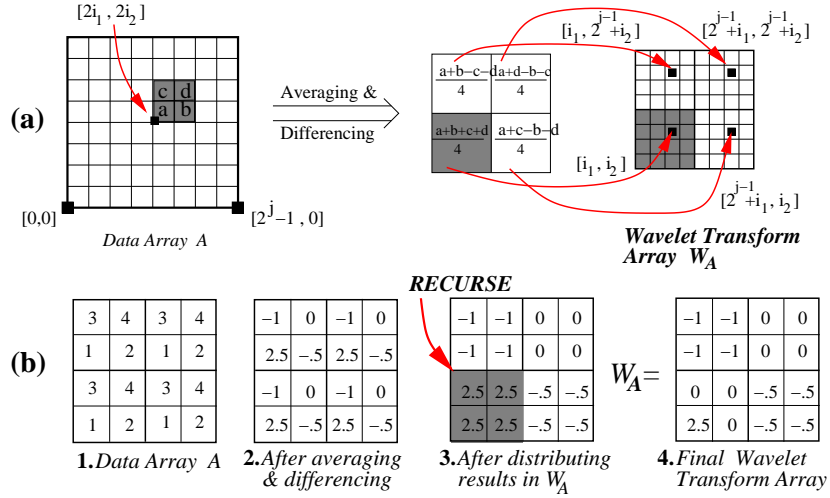 [2i₁, 2i₂]
c d
a b
(a)
[0,0]
[2^j−1, 0]
Data Array A
Averaging &
Differencing
a+b−c−d
4
a+d−b−c
4
a+b+c+d
4
a+c−b−d
4
[i₁, 2^{j−1}+i₂]
[2^{j−1}+i₁, 2^{j−1}+i₂]
[i₁, i₂]
[2^{j−1}+i₁, i₂]
Wavelet Transform
Array W_A
(b)
3 4 3 4
1 2 1 2
3 4 3 4
1 2 1 2
1. Data Array A
−1 0 −1 0
2.5 −.5 2.5 −.5
−1 0 −1 0
2.5 −.5 2.5 −.5
2. After averaging
& differencing
RECURSE
−1 −1 0 0
−1 −1 0 0
2.5 2.5 −.5 −.5
2.5 2.5 −.5 −.5
3. After distributing
results in W_A
W_A=
−1 −1 0 0
−1 −1 0 0
0 0 −.5 −.5
2.5 0 −.5 −.5
4. Final Wavelet
Transform Array